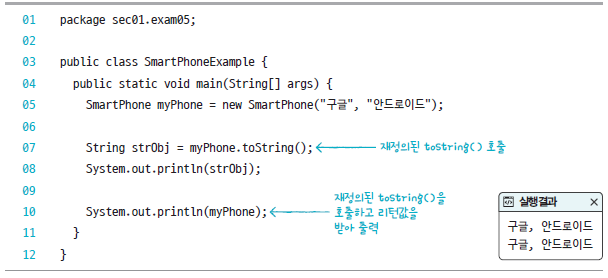 01 package sec01.exam05;
02
03 public class SmartPhoneExample {
04 public static void main(String[] args) {
05 SmartPhone myPhone = new SmartPhone("구글", "안드로이드");
06
07 String strObj = myPhone.toString(); 재정의된 toString() 호출
08 System.out.println(strObj);
09
재정의된 toString()을
10 System.out.println(myPhone); 호출하고 리턴값을
받아 출력
11 }
12 }
실행결과
구글, 안드로이드
구글, 안드로이드